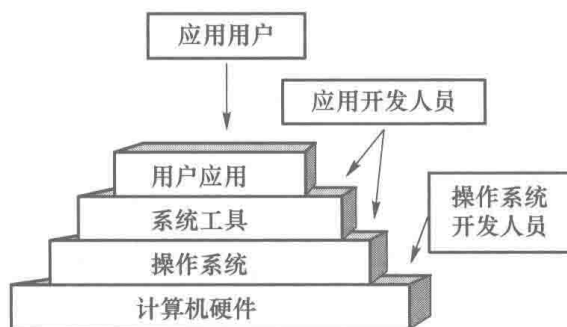 应用用户
应用开发人员
用户应用
系统工具
操作系统
开发人员
操作系统
计算机硬件